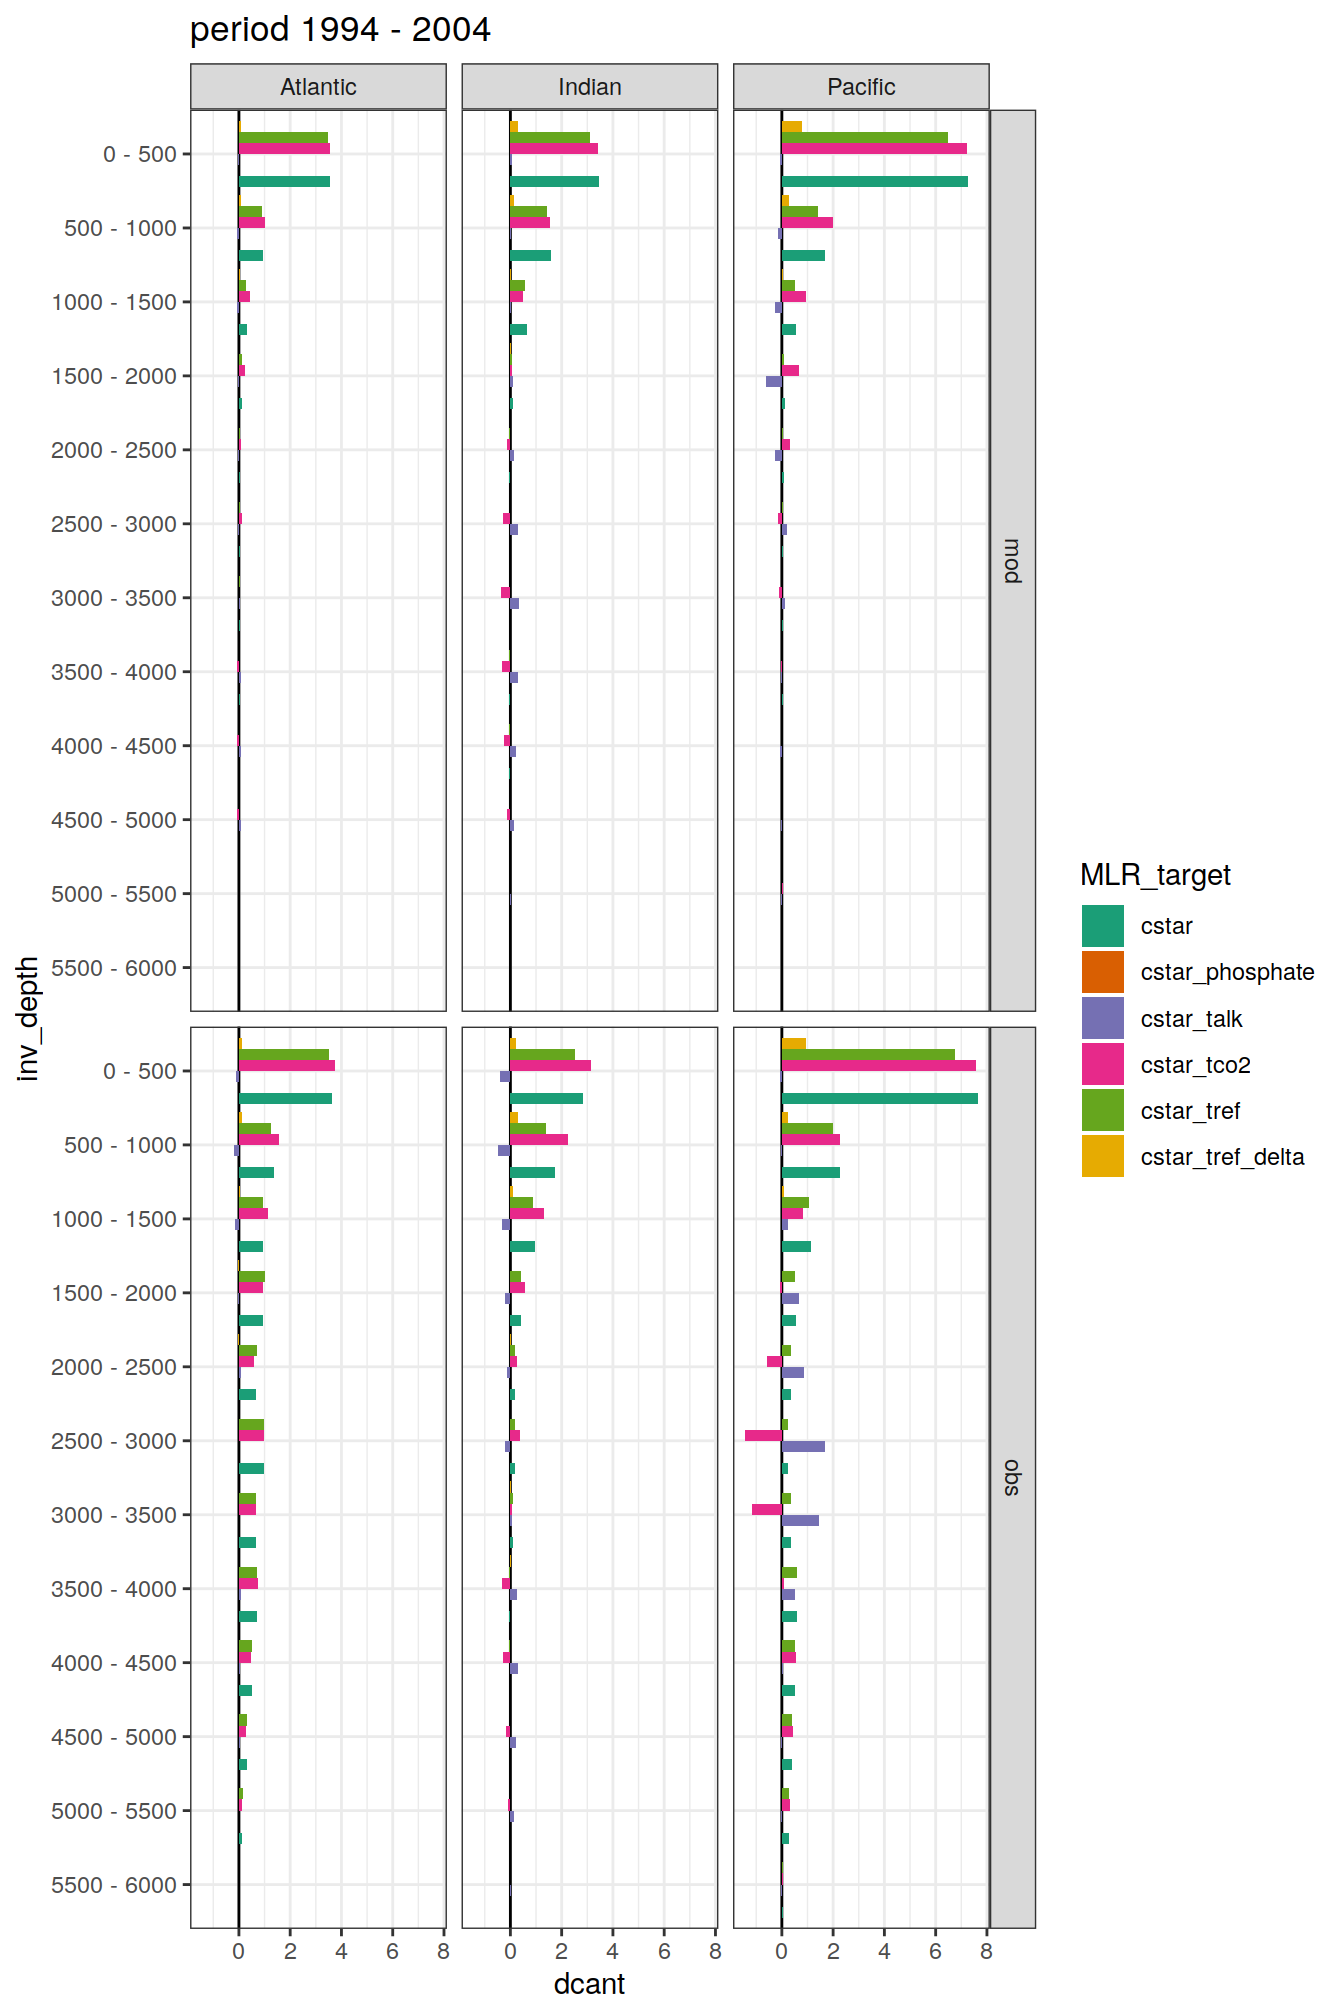 period 1994 - 2004
Atlantic
Indian
Pacific
0 - 500
500 - 1000
1000 - 1500
1500 - 2000
2000 - 2500
2500 - 3000
3000 - 3500
3500 - 4000
4000 - 4500
4500 - 5000
5000 - 5500
5500 - 6000
mod
inv_depth
0 - 500
500 - 1000
1000 - 1500
1500 - 2000
2000 - 2500
2500 - 3000
3000 - 3500
3500 - 4000
4000 - 4500
4500 - 5000
5000 - 5500
5500 - 6000
obs
0 2 4 6 8 0 2 4 6 8 0 2 4 6 8
dcant
MLR_target
cstar
cstar_phosphate
cstar_talk
cstar_tco2
cstar_tref
cstar_tref_delta